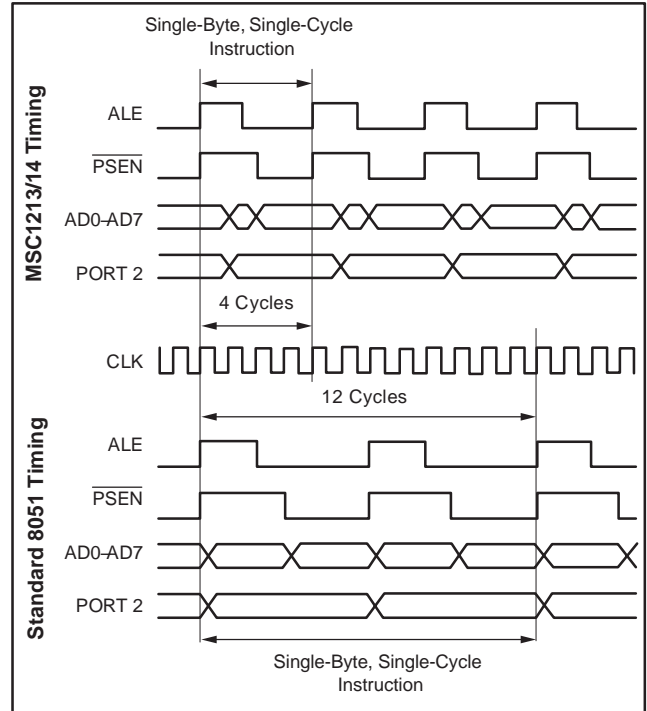 Single-Byte, Single-Cycle
Instruction
MSC1213/14 Timing
ALE
PSEN
AD0-AD7
PORT 2
4 Cycles
CLK
12 Cycles
Standard 8051 Timing
ALE
PSEN
AD0-AD7
PORT 2
Single-Byte, Single-Cycle
Instruction